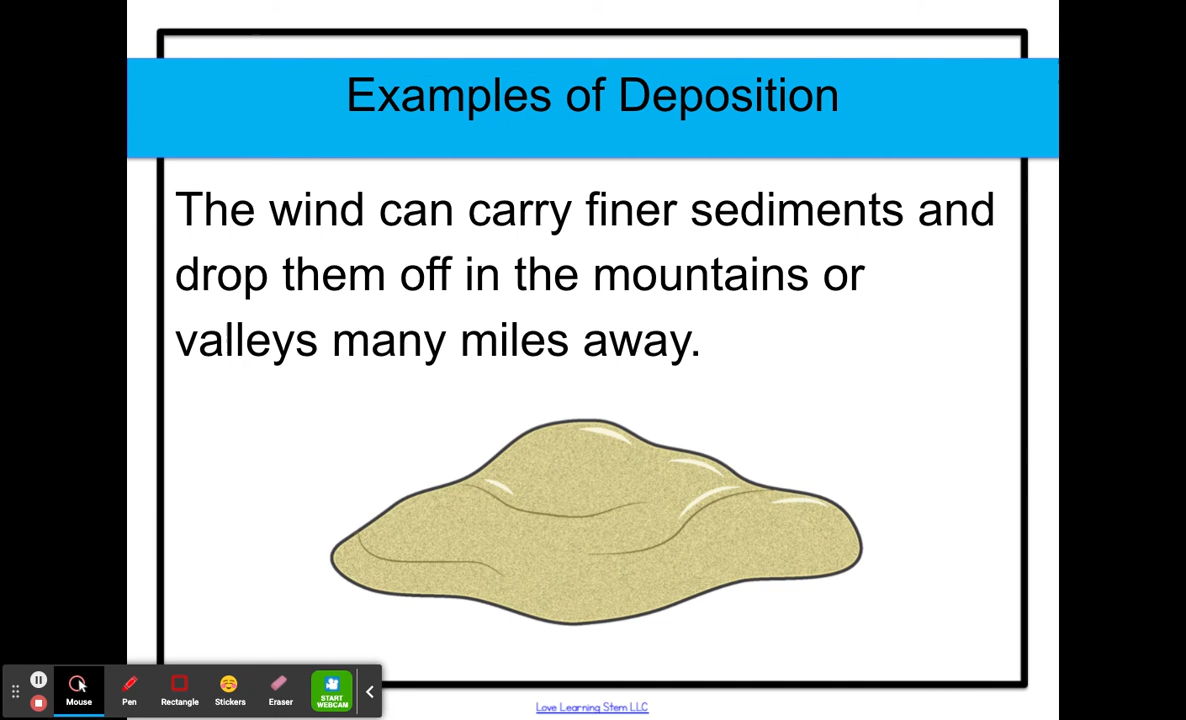 Examples of Deposition
The wind can carry finer sediments and
drop them off in the mountains or
valleys many miles away.
Mouse
Pen
Rectangle
Stickers
Eraser
START
WEBCAM
Love Learning Stem LLC